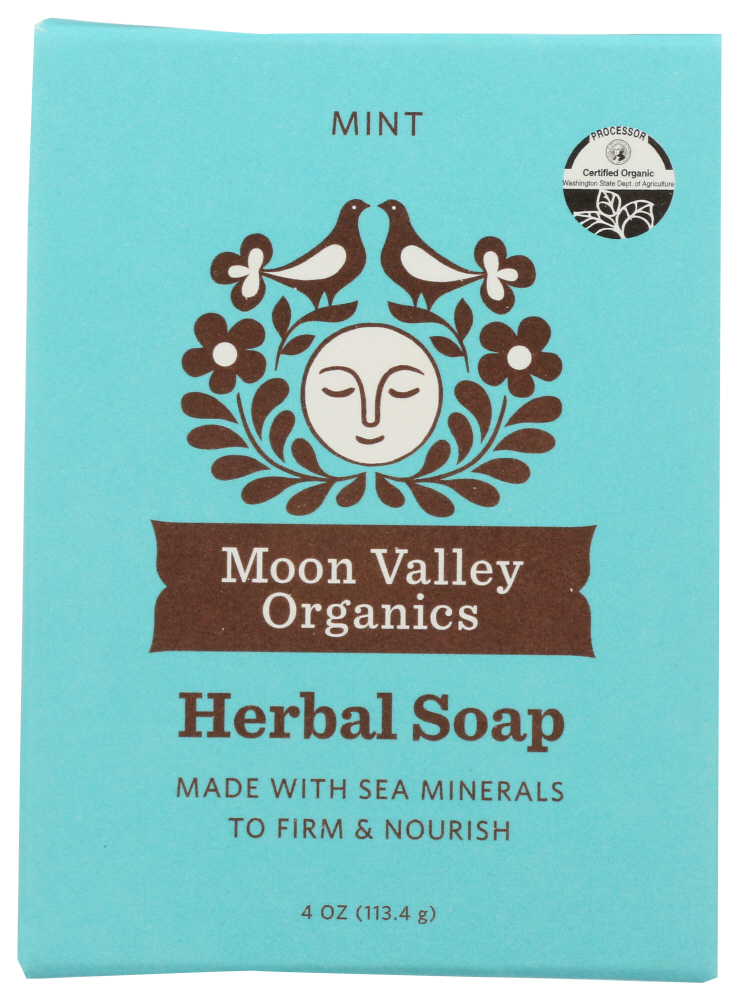 MINT
PROCESSOR
Certified Organic
Washington State Dept. of Agriculture
Moon Valley
Organics
Herbal Soap
MADE WITH SEA MINERALS
TO FIRM & NOURISH
4 OZ (113.4 g)